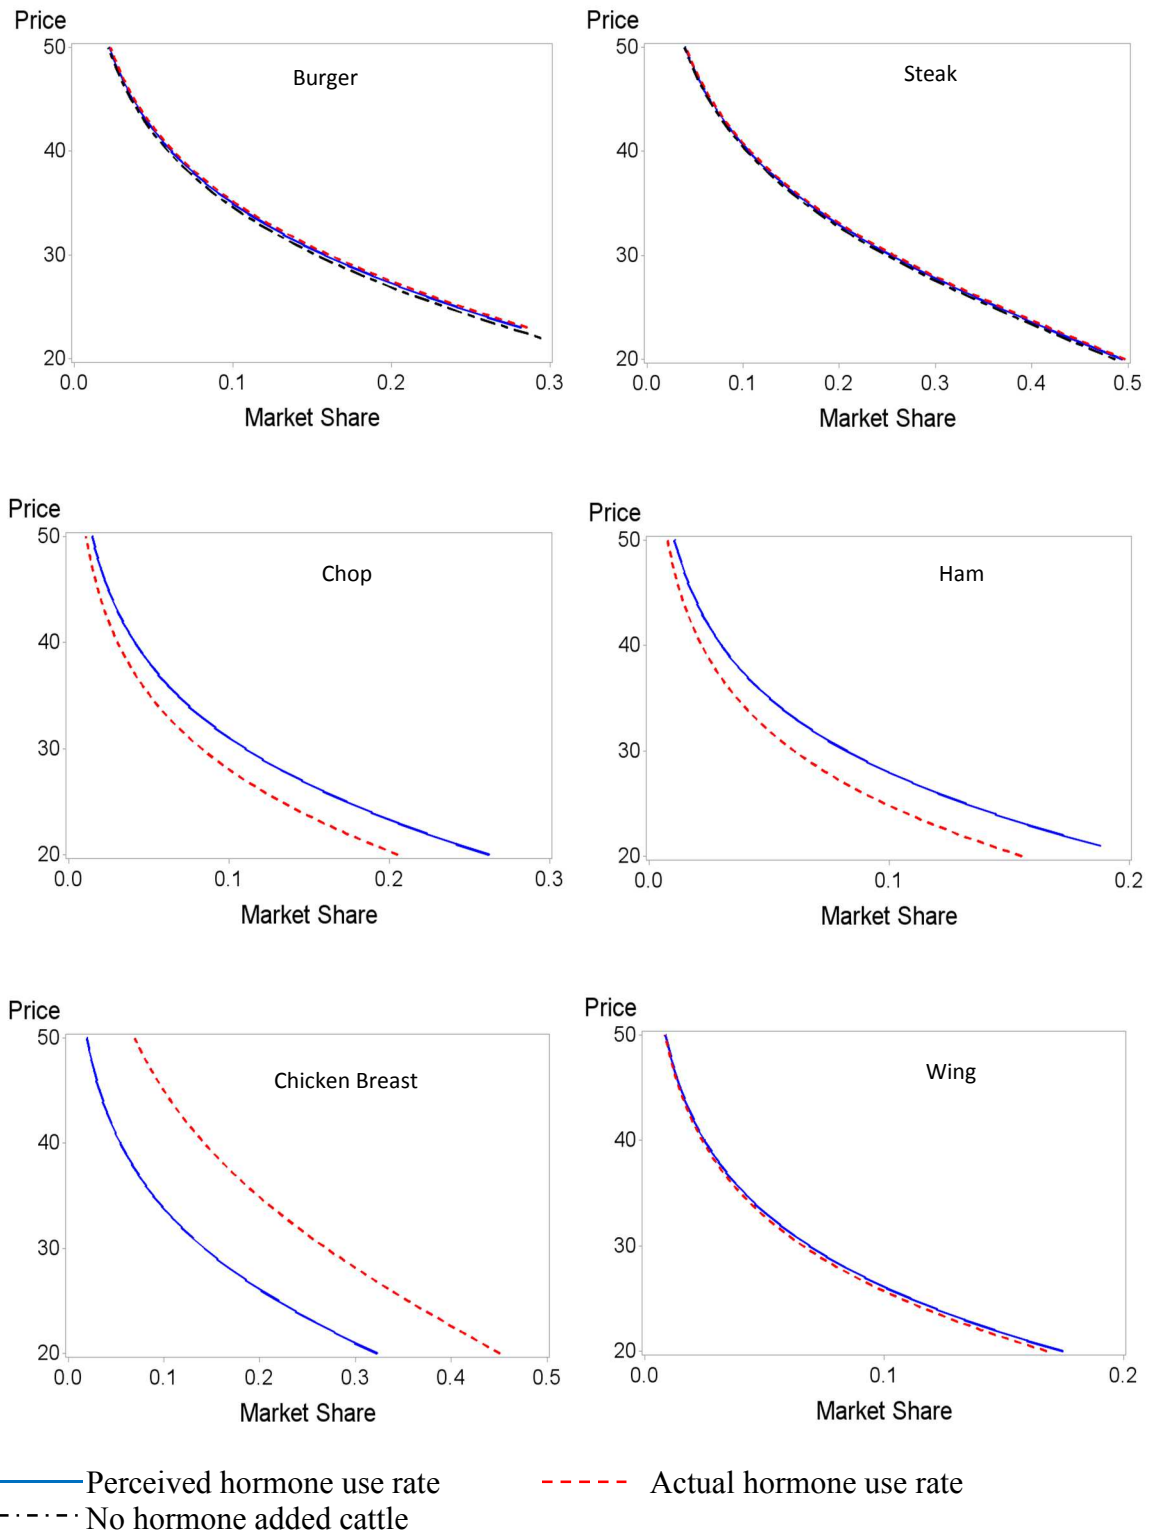 Price
50
40
30
20
Burger
0.0 0.1 0.2 0.3
Market Share
Price
50
40
30
20
Steak
0.0 0.1 0.2 0.3 0.4 0.5
Market Share
Price
50
40
30
20
Chop
0.0 0.1 0.2 0.3
Market Share
Price
50
40
30
20
Ham
0.0 0.1 0.2
Market Share
Price
50
40
30
20
Chicken Breast
0.0 0.1 0.2 0.3 0.4 0.5
Market Share
Price
50
40
30
20
Wing
0.0 0.1 0.2
Market Share
Perceived hormone use rate Actual hormone use rate
No hormone added cattle